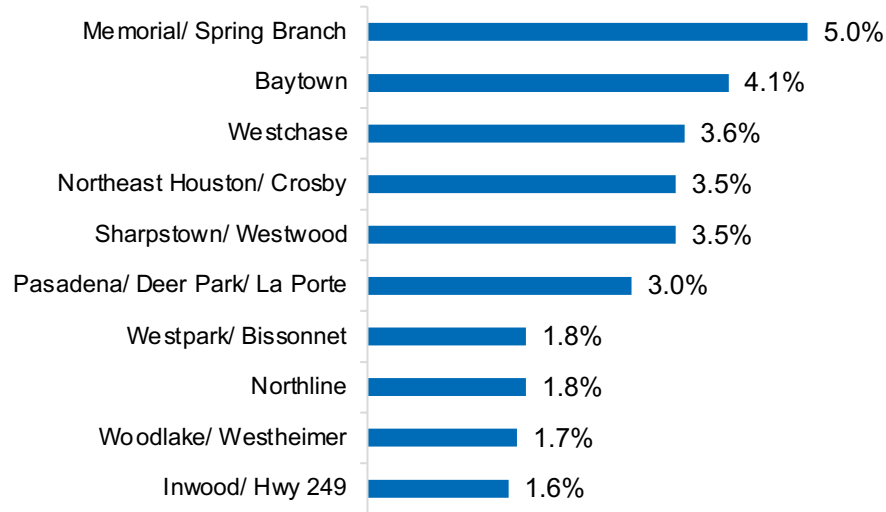 Memorial/ Spring Branch 5.0%
Baytown 4.1%
Westchase 3.6%
Northeast Houston/ Crosby 3.5%
Sharpstown/ Westwood 3.5%
Pasadena/ Deer Park/ La Porte 3.0%
Westpark/ Bissonnet 1.8%
Northline 1.8%
Woodlake/ Westheimer 1.7%
Inwood/ Hwy 249 1.6%